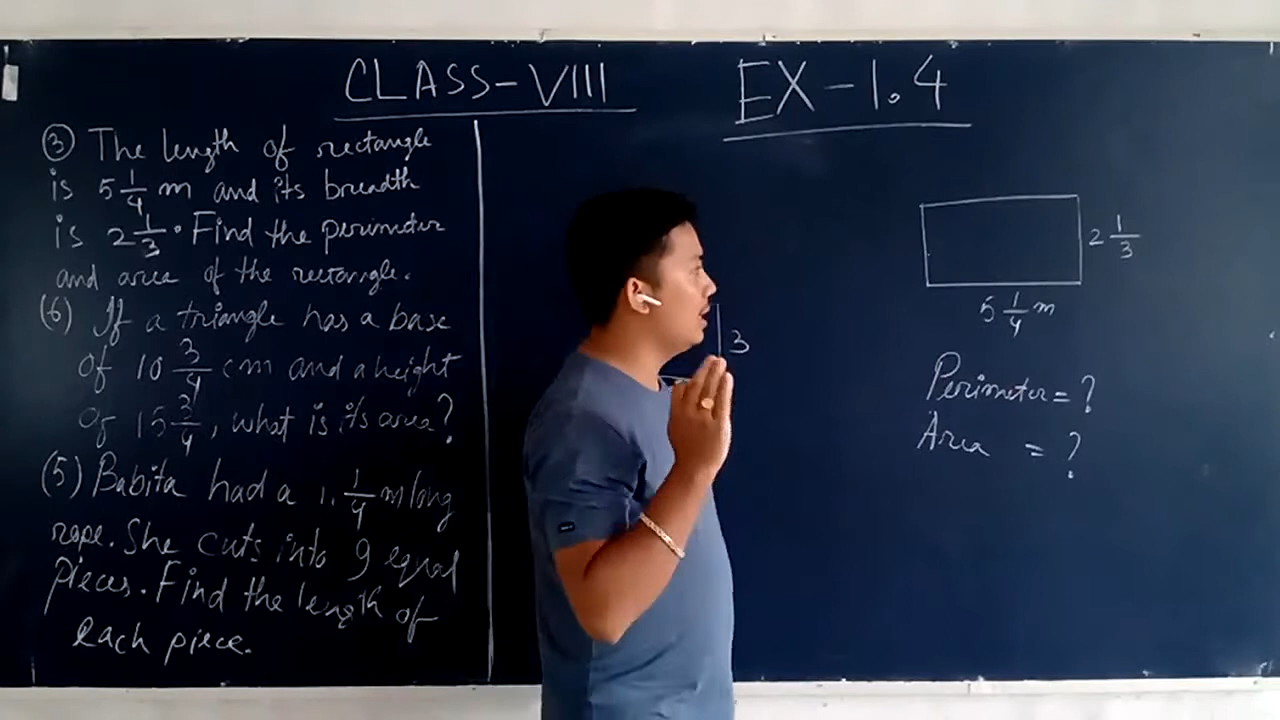 CLASS-VIII
EX-1.4
③ The length of rectangle
is 5 1/4 m and its breadth
is 2 1/3. Find the perimeter
and area of the rectangle.
(6) If a triangle has a base
of 10 3/4 cm and a height
of 15 3/4, what is its area?
(5) Babita had a 1. 1/4 m long
rope. She cuts into 9 equal
pieces. Find the length of
each piece.
3
2 1/3
5 1/4 m
Perimeter = ?
Area = ?